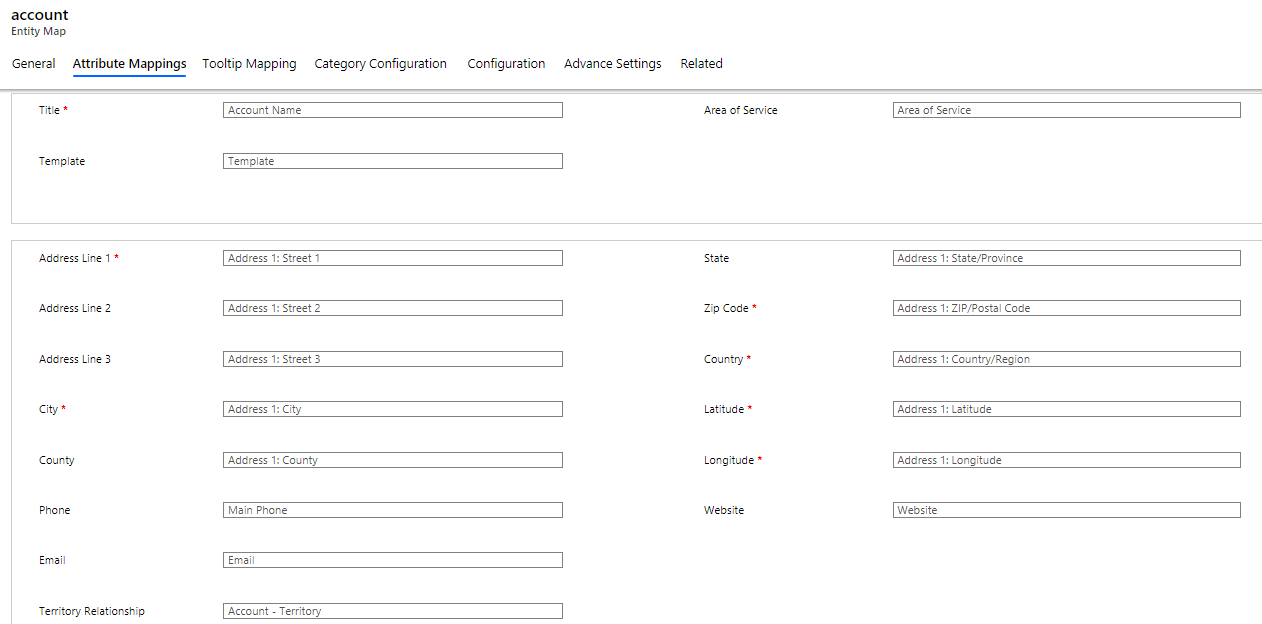 account
Entity Map
General Attribute Mappings Tooltip Mapping Category Configuration Configuration Advance Settings Related
Title * Account Name Area of Service Area of Service
Template Template
Address Line 1 * Address 1: Street 1 State Address 1: State/Province
Address Line 2 Address 1: Street 2 Zip Code * Address 1: ZIP/Postal Code
Address Line 3 Address 1: Street 3 Country * Address 1: Country/Region
City * Address 1: City Latitude * Address 1: Latitude
County Address 1: County Longitude * Address 1: Longitude
Phone Main Phone Website Website
Email Email
Territory Relationship Account - Territory